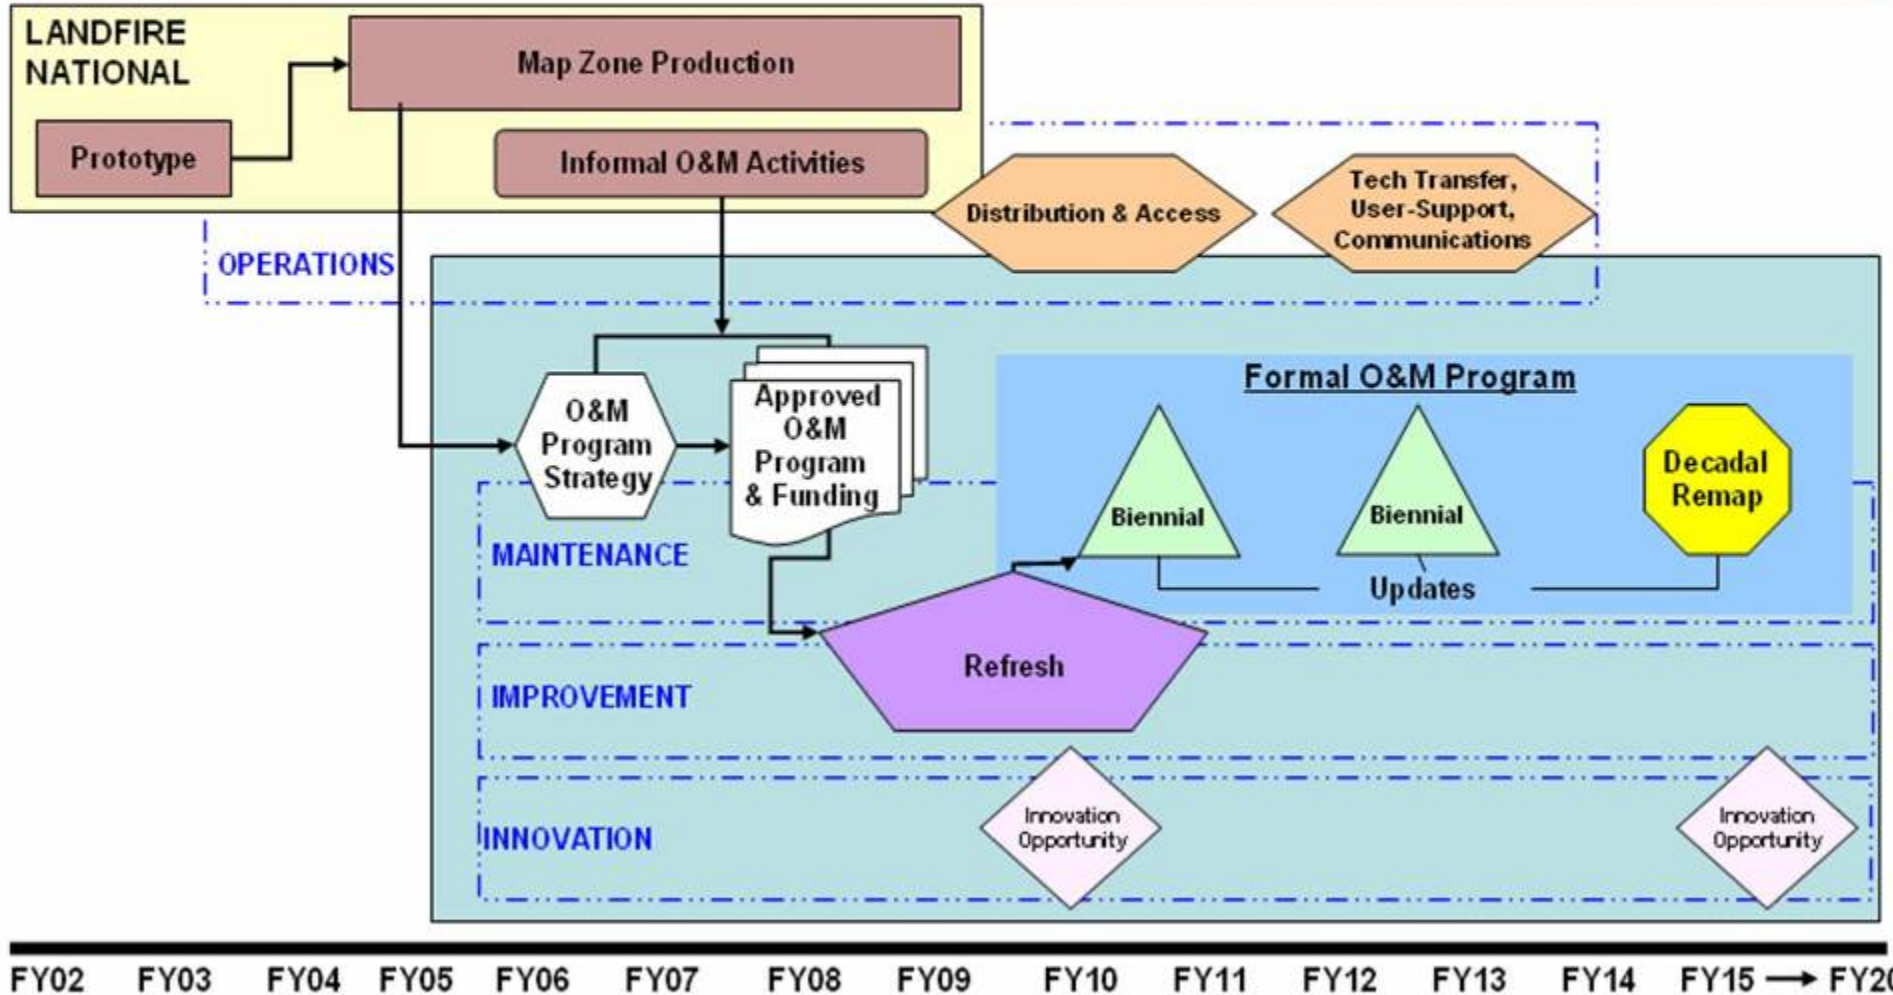 LANDFIRE
NATIONAL
Map Zone Production
Prototype
Informal O&M Activities
Distribution & Access
Tech Transfer,
User-Support,
Communications
OPERATIONS
O&M
Program
Strategy
Approved
O&M
Program
& Funding
Formal O&M Program
Biennial
Biennial
Decadal
Remap
Updates
MAINTENANCE
Refresh
IMPROVEMENT
INNOVATION
Innovation
Opportunity
Innovation
Opportunity
FY02 FY03 FY04 FY05 FY06 FY07 FY08 FY09 FY10 FY11 FY12 FY13 FY14 FY15 →